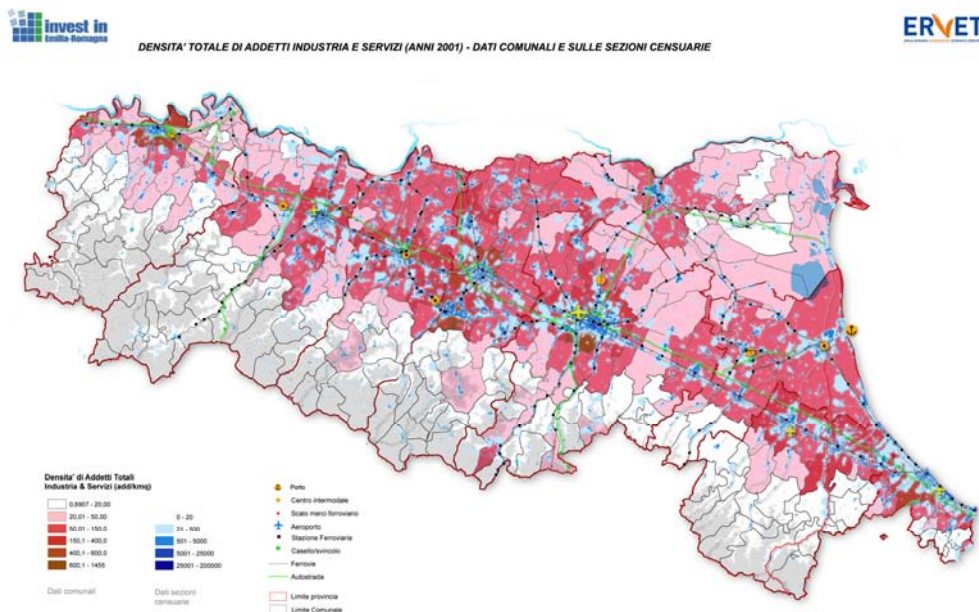 invest in
Emilia-Romagna
ERVET
DENSITA' TOTALE DI ADDETTI INDUSTRIA E SERVIZI (ANNI 2001) - DATI COMUNALI E SULLE SEZIONI CENSUARIE
Densita' di Addetti Totali
Industria & Servizi (add/kmq)
0,8907 - 20,00
20,01 - 50,00
50,01 - 150,0
150,1 - 400,0
400,1 - 600,0
600,1 - 1455
Dati comunali
0 - 20
21 - 500
501 - 5000
5001 - 25000
25001 - 200000
Dati sezioni
censuarie
Porto
Centro intermodale
Scalo merci ferroviario
Aeroporto
Stazione Ferroviaria
Casello/svincolo
Ferrovie
Autostrada
Limite provincia
Limite Comunale